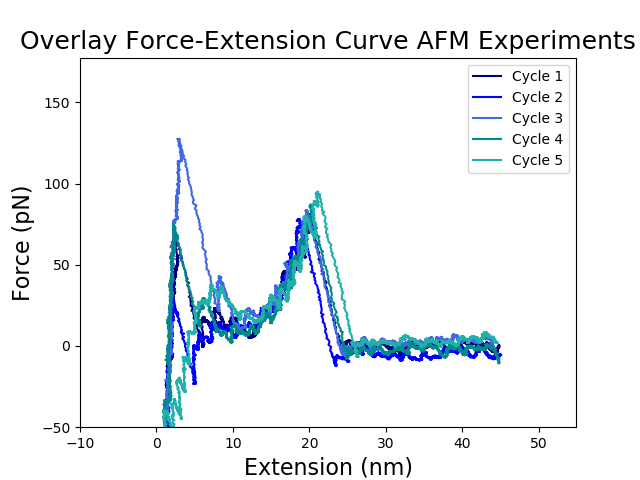 Overlay Force-Extension Curve AFM Experiments
Cycle 1
Cycle 2
Cycle 3
Cycle 4
Cycle 5
150
100
50
0
−50
Force (pN)
−10 0 10 20 30 40 50
Extension (nm)